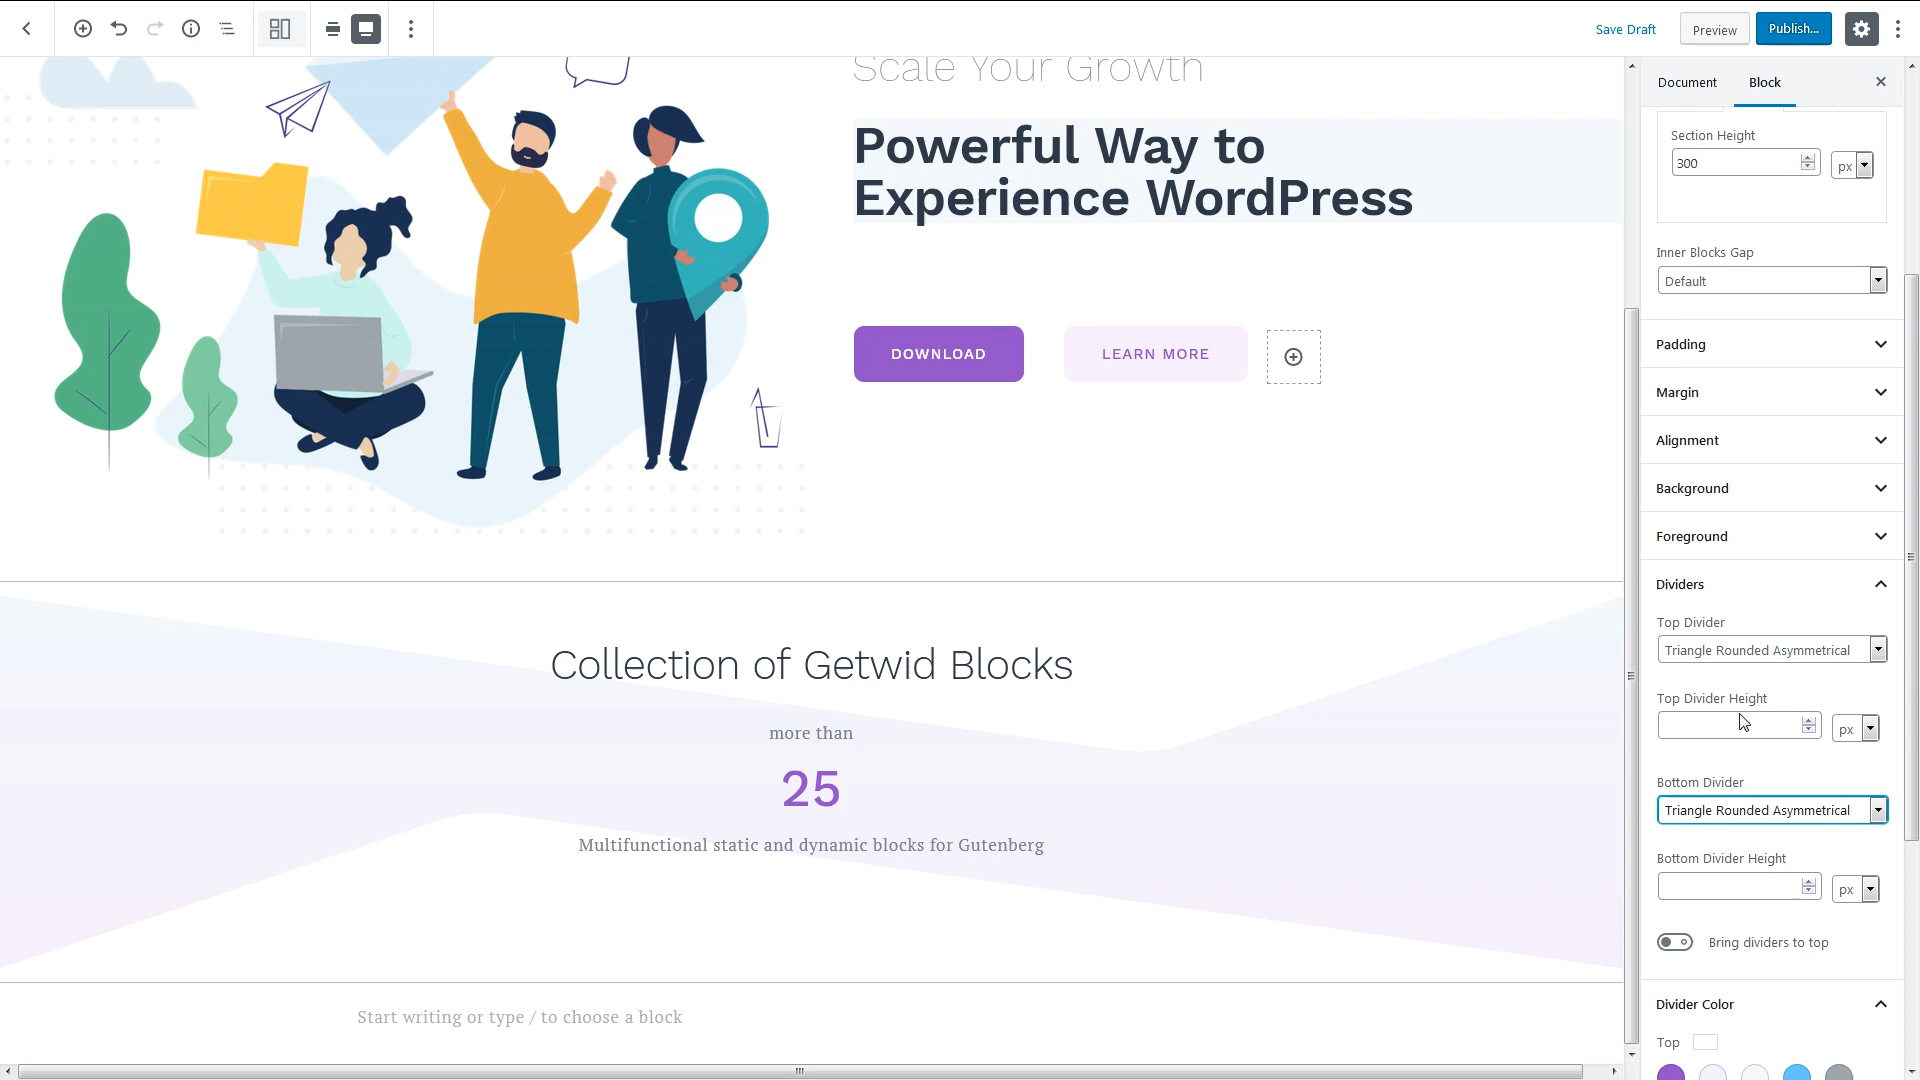 Save Draft
Preview
Publish...
Scale Your Growth
Powerful Way to
Experience WordPress
DOWNLOAD
LEARN MORE
Collection of Getwid Blocks
more than
25
Multifunctional static and dynamic blocks for Gutenberg
Start writing or type / to choose a block
Document
Block
Section Height
300
px
Inner Blocks Gap
Default
Padding
Margin
Alignment
Background
Foreground
Dividers
Top Divider
Triangle Rounded Asymmetrical
Top Divider Height
px
Bottom Divider
Triangle Rounded Asymmetrical
Bottom Divider Height
px
Bring dividers to top
Divider Color
Top